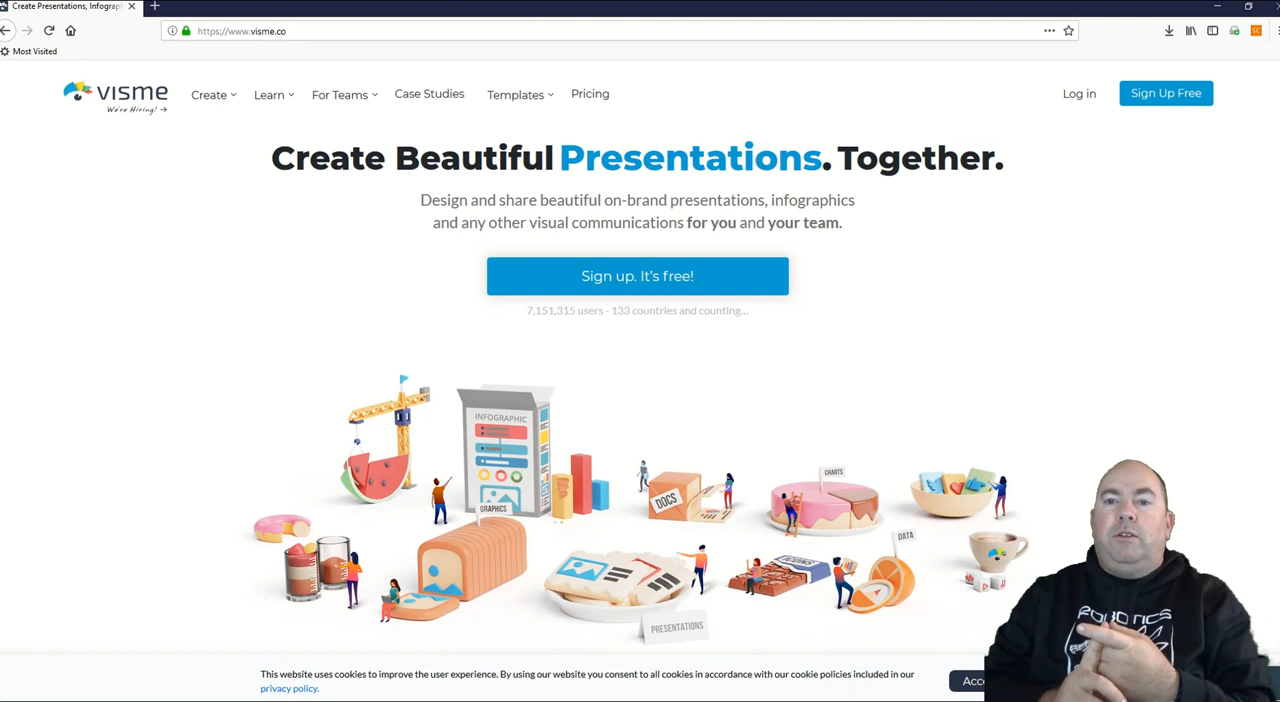 Create Presentations, Infograph
https://www.visme.co
Most Visited
SC
visme
We're Hiring!
Create
Learn
For Teams
Case Studies
Templates
Pricing
Log in
Sign Up Free
Create Beautiful Presentations. Together.
Design and share beautiful on-brand presentations, infographics
and any other visual communications for you and your team.
Sign up. It's free!
7,151,315 users - 133 countries and counting...
INFOGRAPHIC
DOCS
CHARTS
GRAPHICS
DATA
ICONS
PRESENTATIONS
ROBOTICS
This website uses cookies to improve the user experience. By using our website you consent to all cookies in accordance with our cookie policies included in our
privacy policy.
Acce